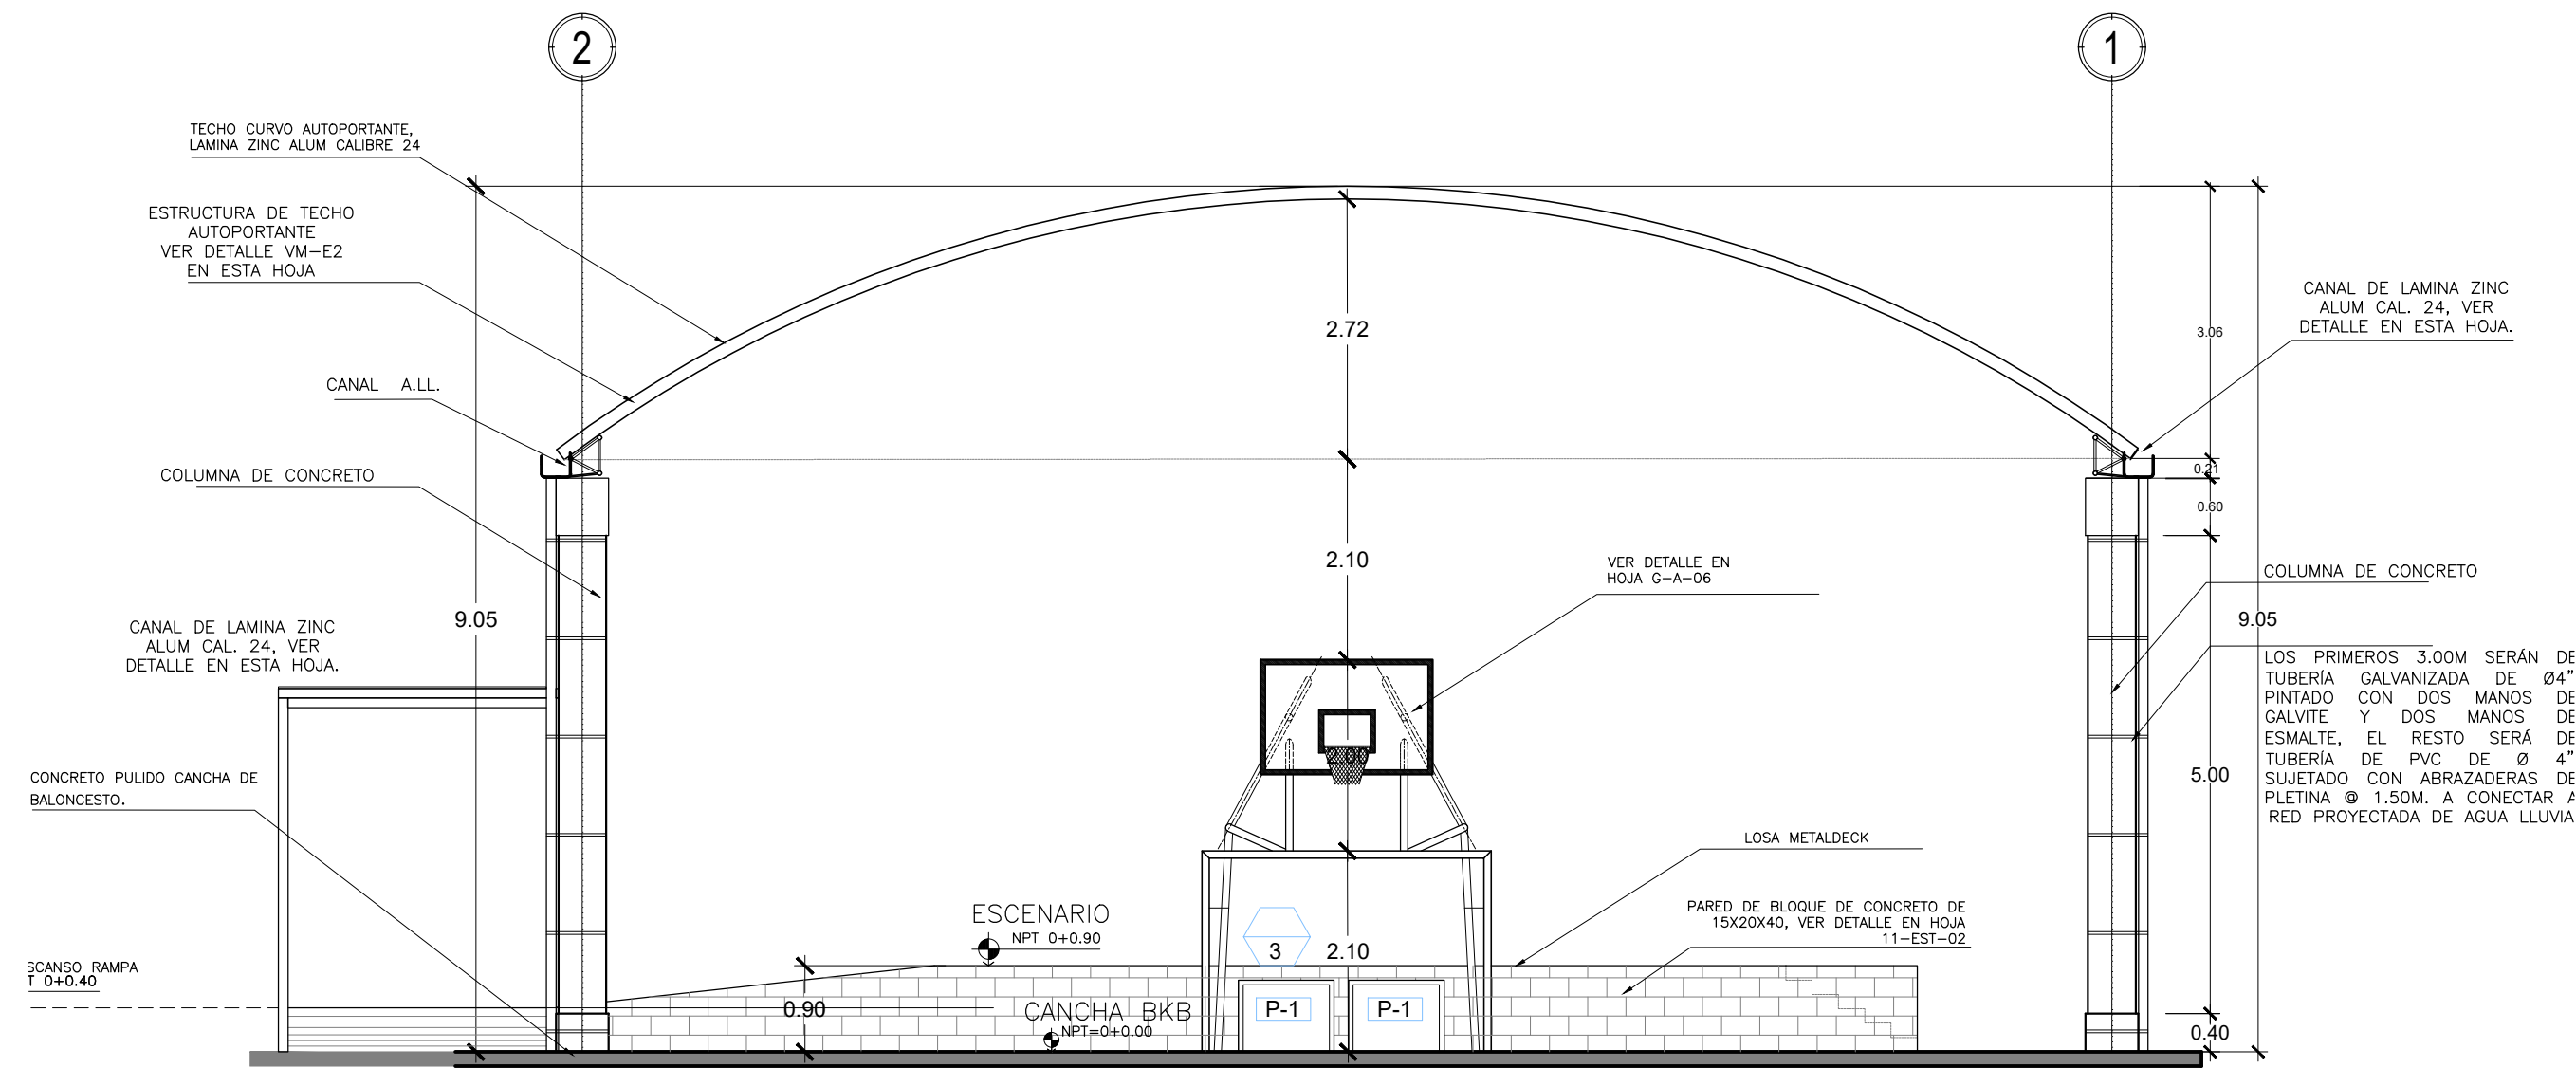 2
1
TECHO CURVO AUTOPORTANTE,
LAMINA ZINC ALUM CALIBRE 24
ESTRUCTURA DE TECHO
AUTOPORTANTE
VER DETALLE VM-E2
EN ESTA HOJA
CANAL A.LL.
COLUMNA DE CONCRETO
9.05
CANAL DE LAMINA ZINC
ALUM CAL. 24, VER
DETALLE EN ESTA HOJA.
CONCRETO PULIDO CANCHA DE
BALONCESTO.
SCANSO RAMPA
T 0+0.40
2.72
2.10
2.00
2.10
VER DETALLE EN
HOJA G-A-06
LOSA METALDECK
PARED DE BLOQUE DE CONCRETO DE
15X20X40, VER DETALLE EN HOJA
11-EST-02
ESCENARIO
NPT 0+0.90
3
0.90
CANCHA BKB
NPT=0+0.00
P-1
P-1
CANAL DE LAMINA ZINC
ALUM CAL. 24, VER
DETALLE EN ESTA HOJA.
3.06
0.21
0.60
5.00
0.40
9.05
COLUMNA DE CONCRETO
LOS PRIMEROS 3.00M SERÁN DE
TUBERÍA GALVANIZADA DE Ø4"
PINTADO CON DOS MANOS DE
GALVITE Y DOS MANOS DE
ESMALTE, EL RESTO SERÁ DE
TUBERÍA DE PVC DE Ø 4"
SUJETADO CON ABRAZADERAS DE
PLETINA @ 1.50M. A CONECTAR A
RED PROYECTADA DE AGUA LLUVIA